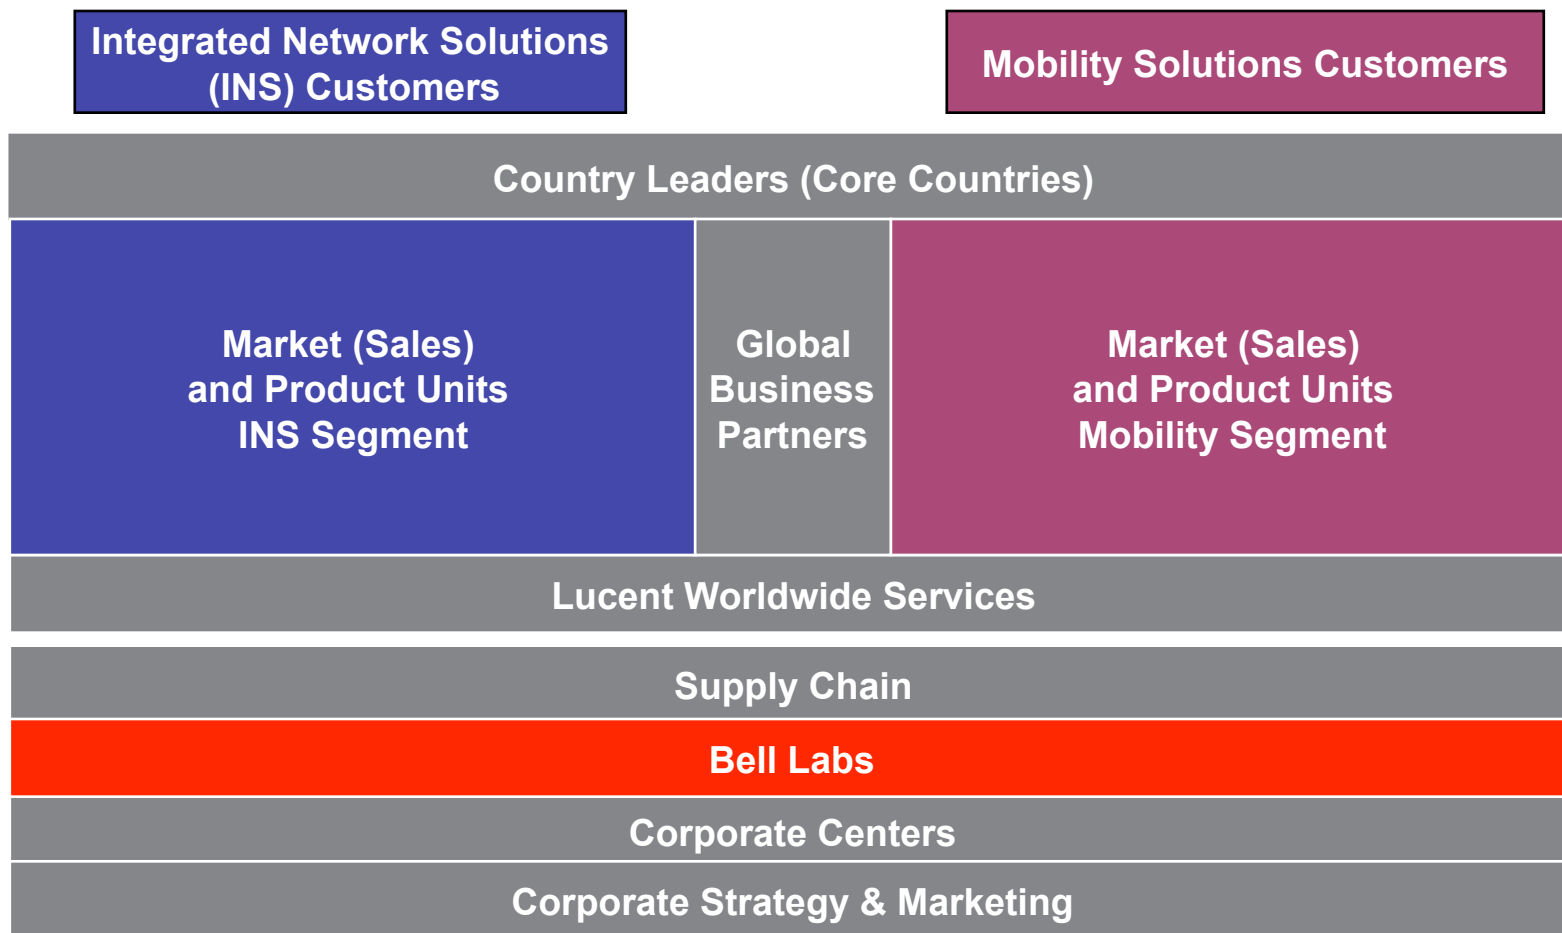 Integrated Network Solutions
(INS) Customers
Mobility Solutions Customers
Country Leaders (Core Countries)
Market (Sales)
and Product Units
INS Segment
Global
Business
Partners
Market (Sales)
and Product Units
Mobility Segment
Lucent Worldwide Services
Supply Chain
Bell Labs
Corporate Centers
Corporate Strategy & Marketing